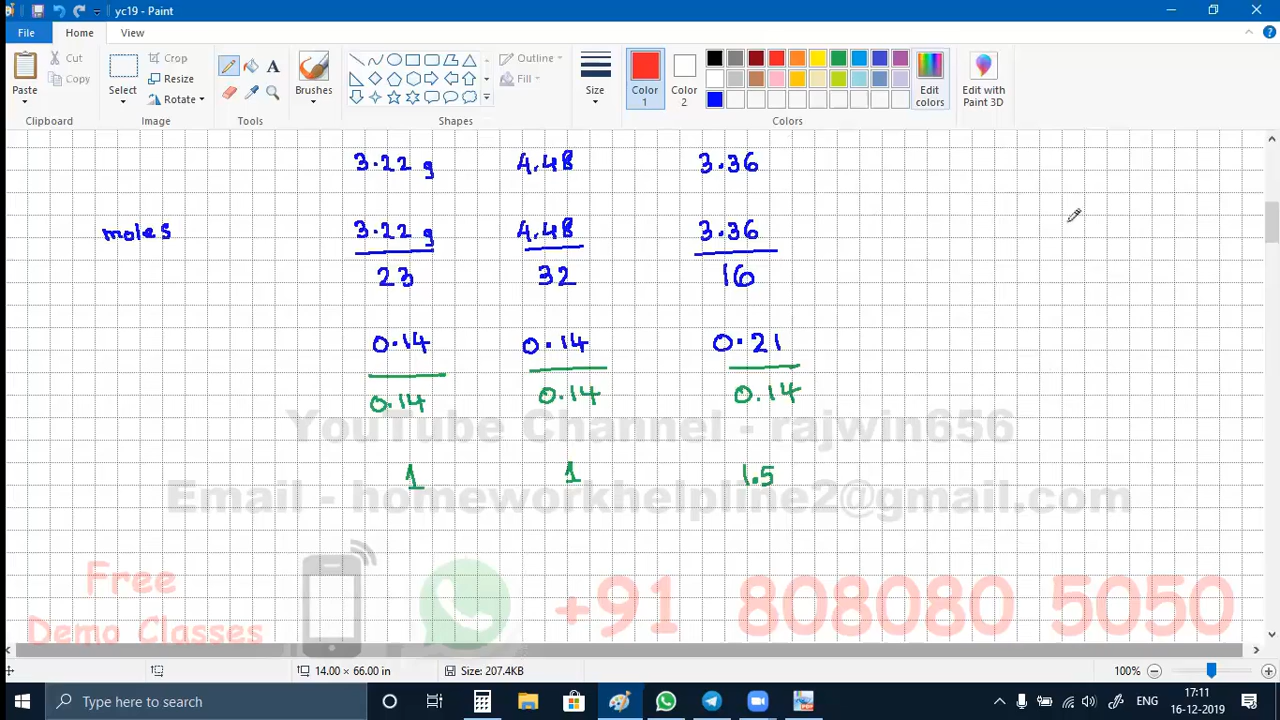 yc19 - Paint
File Home View
Paste Cut Copy Clipboard
Select Crop Resize Rotate Image
Tools
Brushes
Shapes Outline Fill
Size
Color 1 Color 2 Edit colors Edit with Paint 3D Colors
3.22 g 4.48 3.36
moles 3.22 g 4.48 3.36
23 32 16
0.14 0.14 0.21
0.14 0.14 0.14
YouTube Channel - rajwin656
1 1 1.5
Email - homeworkhelpline2@gmail.com
Free
Demo Classes
+91 808080 5050
14.00 × 66.00 in Size: 207.4KB 100%
Type here to search
ENG 17:11
16-12-2019